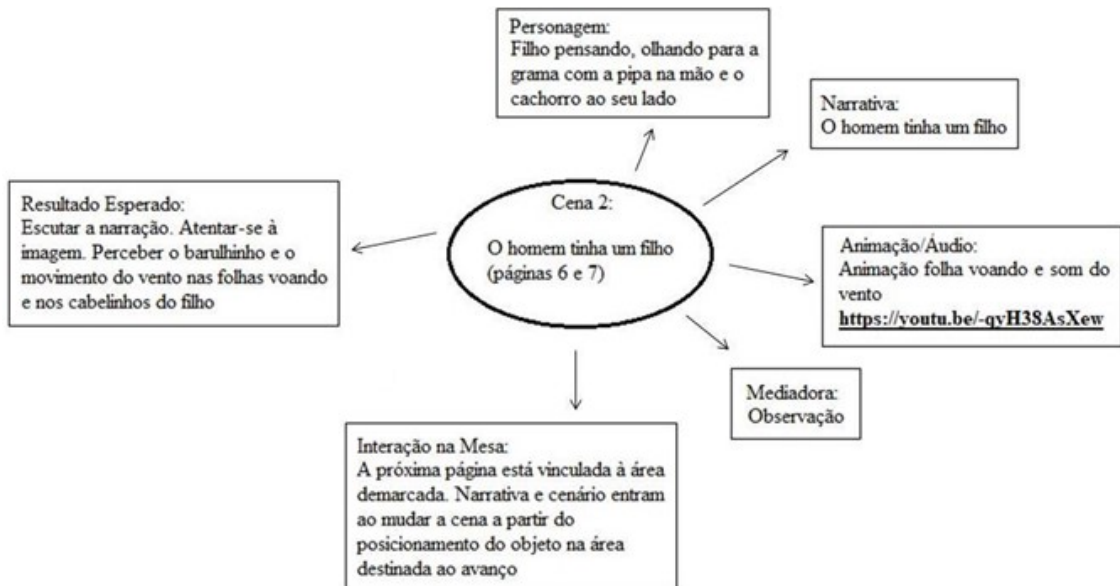 Personagem:
Filho pensando, olhando para a
grama com a pipa na mão e o
cachorro ao seu lado
Narrativa:
O homem tinha um filho
Resultado Esperado:
Escutar a narração. Atentar-se à
imagem. Perceber o barulhinho e o
movimento do vento nas folhas voando
e nos cabelinhos do filho
Cena 2:
O homem tinha um filho
(páginas 6 e 7)
Animação/Áudio:
Animação folha voando e som do
vento
https://youtu.be/-qyH38AsXew
Mediadora:
Observação
Interação na Mesa:
A próxima página está vinculada à área
demarcada. Narrativa e cenário entram
ao mudar a cena a partir do
posicionamento do objeto na área
destinada ao avanço